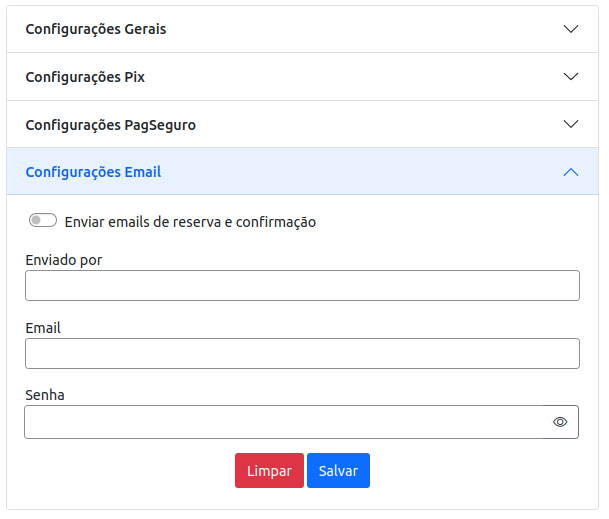 Configurações Gerais
Configurações Pix
Configurações PagSeguro
Configurações Email
Enviar emails de reserva e confirmação
Enviado por
Email
Senha
Limpar Salvar